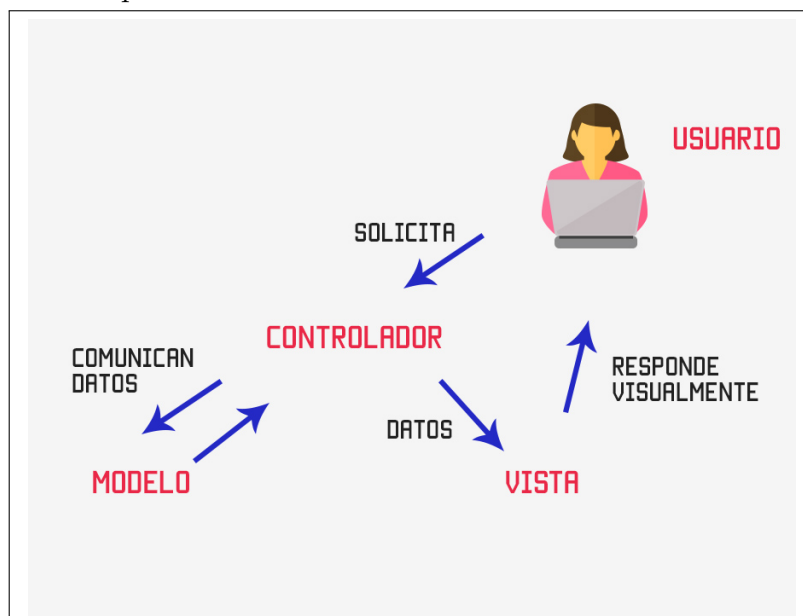 USUARIO
SOLICITA
CONTROLADOR
COMUNICAN
DATOS
RESPONDE
VISUALMENTE
DATOS
MODELO
VISTA